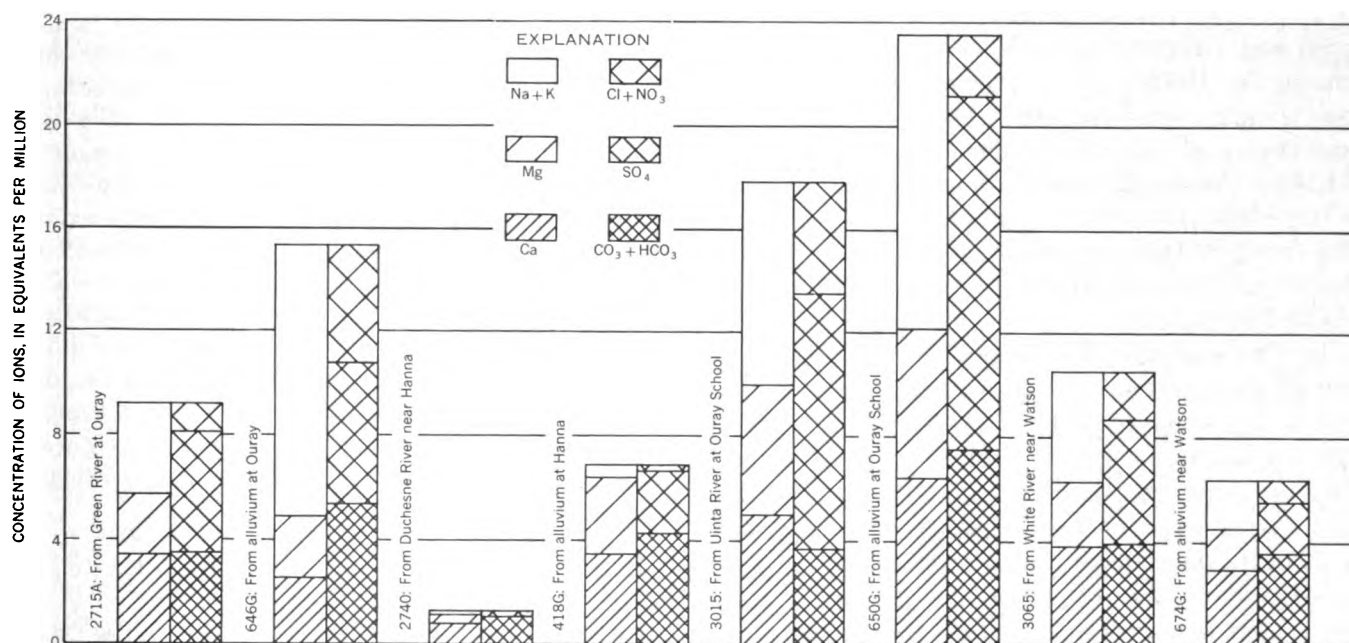 CONCENTRATION OF IONS, IN EQUIVALENTS PER MILLION
24
20
16
12
8
4
0
EXPLANATION
Na+K
Cl+NO₃
Mg
SO₄
Ca
CO₃+HCO₃
2715A: From Green River at Ouray
646G: From alluvium at Ouray
2740: From Duchesne River near Hanna
418G: From alluvium at Hanna
3015: From Uinta River at Ouray School
650G: From alluvium at Ouray School
3065: From White River near Watson
674G: From alluvium near Watson